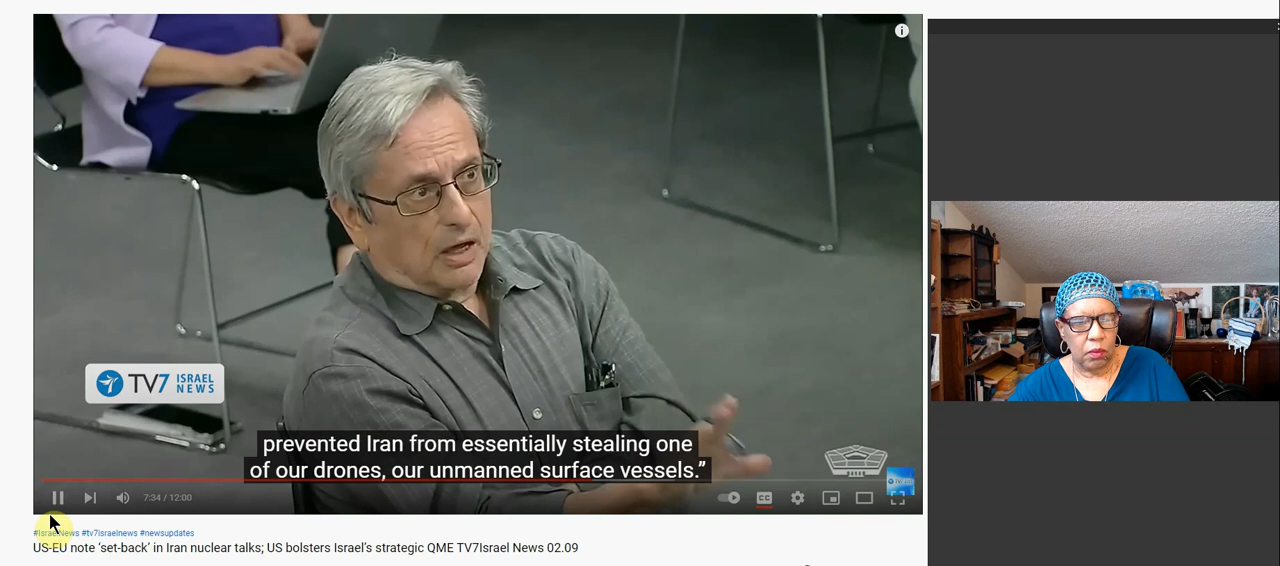 TV7 ISRAEL
NEWS
prevented Iran from essentially stealing one
of our drones, our unmanned surface vessels.”
7:34 / 12:00
CC
#IsraelNews #tv7israelnews #newsupdates
US-EU note ‘set-back’ in Iran nuclear talks; US bolsters Israel’s strategic QME TV7Israel News 02.09